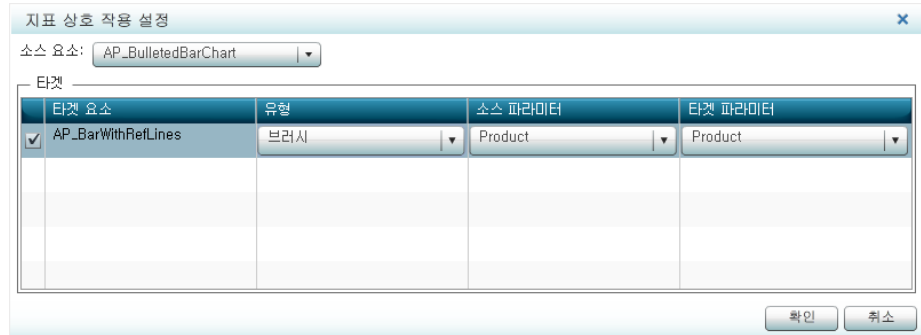 지표 상호 작용 설정
소스 요소: AP_BulletedBarChart
타겟
타겟 요소 유형 소스 파라미터 타겟 파라미터
AP_BarWithRefLines 브러시 Product Product
확인 취소